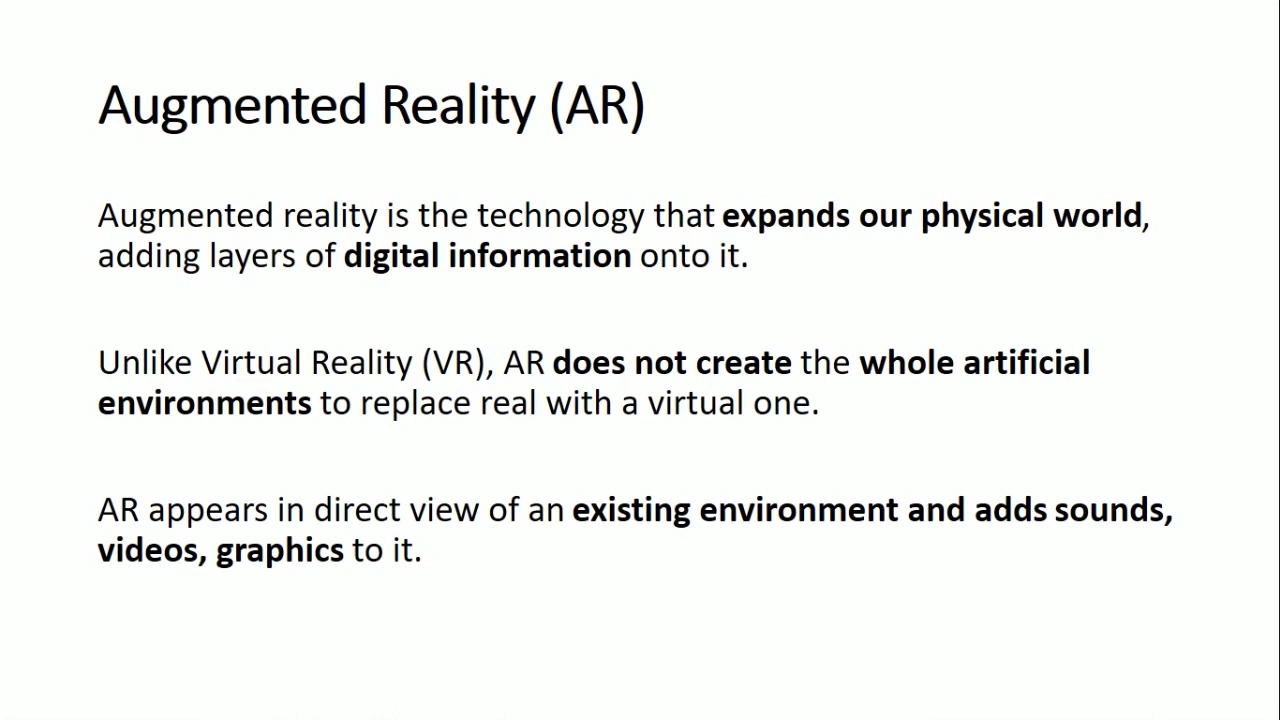 Augmented Reality (AR)
Augmented reality is the technology that expands our physical world,
adding layers of digital information onto it.
Unlike Virtual Reality (VR), AR does not create the whole artificial
environments to replace real with a virtual one.
AR appears in direct view of an existing environment and adds sounds,
videos, graphics to it.